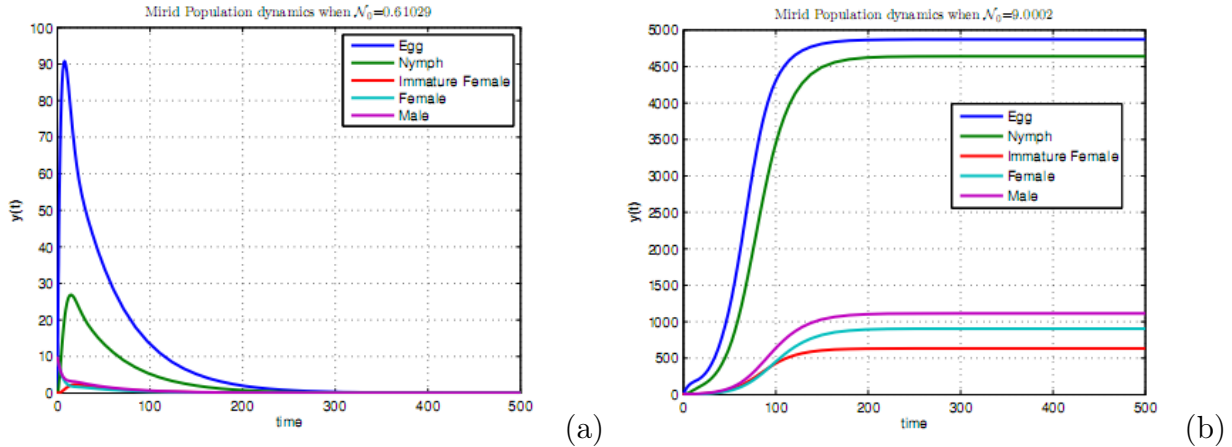 Mirid Population dynamics when 𝒩₀=0.61029
100
90
80
70
60
50
40
30
20
10
0
y(t)
Egg
Nymph
Immature Female
Female
Male
0
100
200
300
400
500
time
(a)
Mirid Population dynamics when 𝒩₀=9.0002
5000
4500
4000
3500
3000
2500
2000
1500
1000
500
0
y(t)
Egg
Nymph
Immature Female
Female
Male
0
100
200
300
400
500
time
(b)